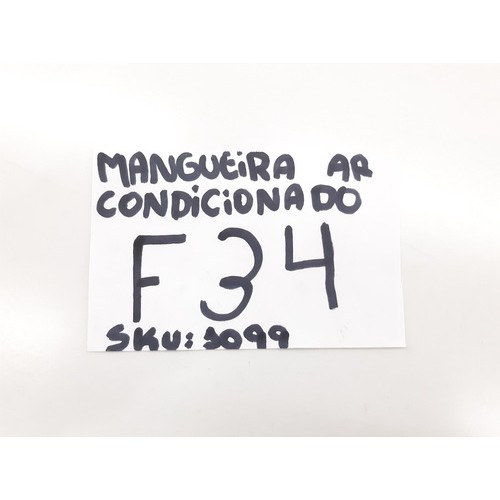 MANGUEIRA AR
CONDICIONADO
F34
SKU: 3099